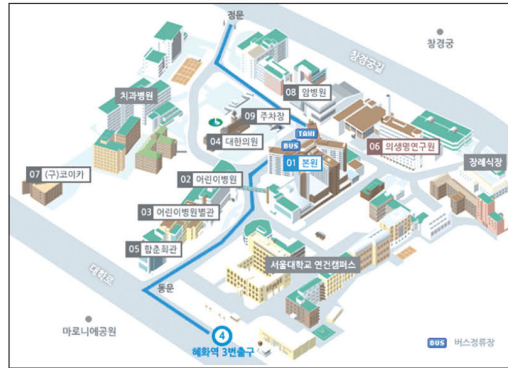 정문
창경궁
창경궁길
치과병원
08 암병원
09 주차장
TAXI
04 대한의원
BUS
06 의생명연구원
01 본원
장례식장
07 (구)코이카
02 어린이병원
03 어린이병원별관
05 함춘회관
서울대학교 연건캠퍼스
대학로
동문
마로니에공원
4
혜화역 3번출구
BUS 버스정류장